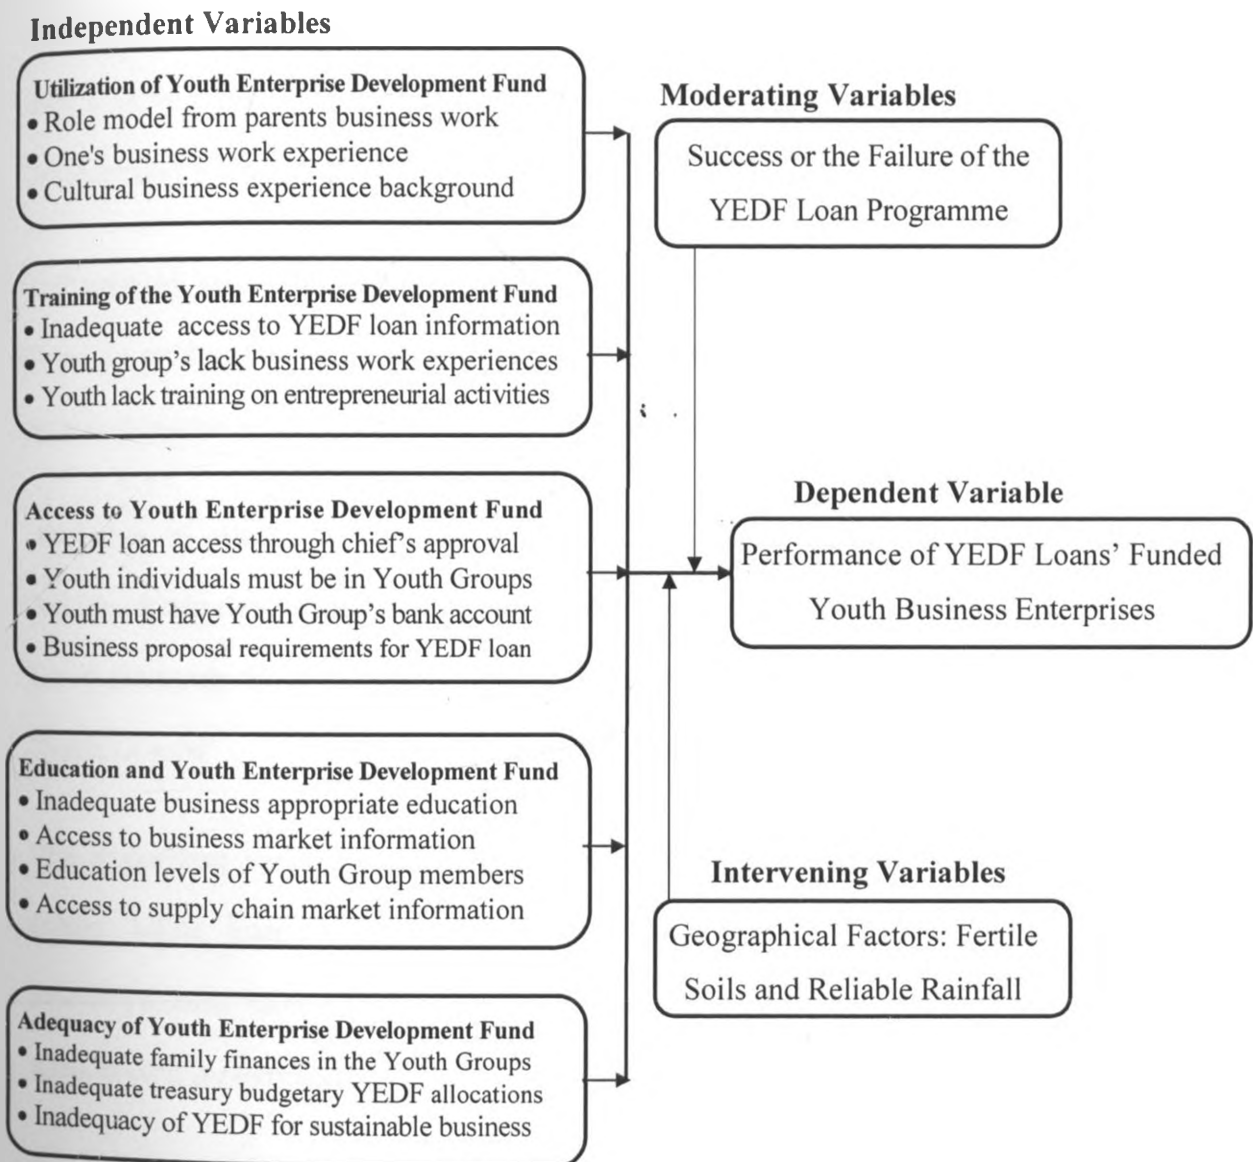 Independent Variables
Utilization of Youth Enterprise Development Fund
• Role model from parents business work
• One's business work experience
• Cultural business experience background
Training of the Youth Enterprise Development Fund
• Inadequate access to YEDF loan information
• Youth group's lack business work experiences
• Youth lack training on entrepreneurial activities
Access to Youth Enterprise Development Fund
• YEDF loan access through chief's approval
• Youth individuals must be in Youth Groups
• Youth must have Youth Group's bank account
• Business proposal requirements for YEDF loan
Education and Youth Enterprise Development Fund
• Inadequate business appropriate education
• Access to business market information
• Education levels of Youth Group members
• Access to supply chain market information
Adequacy of Youth Enterprise Development Fund
• Inadequate family finances in the Youth Groups
• Inadequate treasury budgetary YEDF allocations
• Inadequacy of YEDF for sustainable business
Moderating Variables
Success or the Failure of the
YEDF Loan Programme
Dependent Variable
Performance of YEDF Loans' Funded
Youth Business Enterprises
Intervening Variables
Geographical Factors: Fertile
Soils and Reliable Rainfall